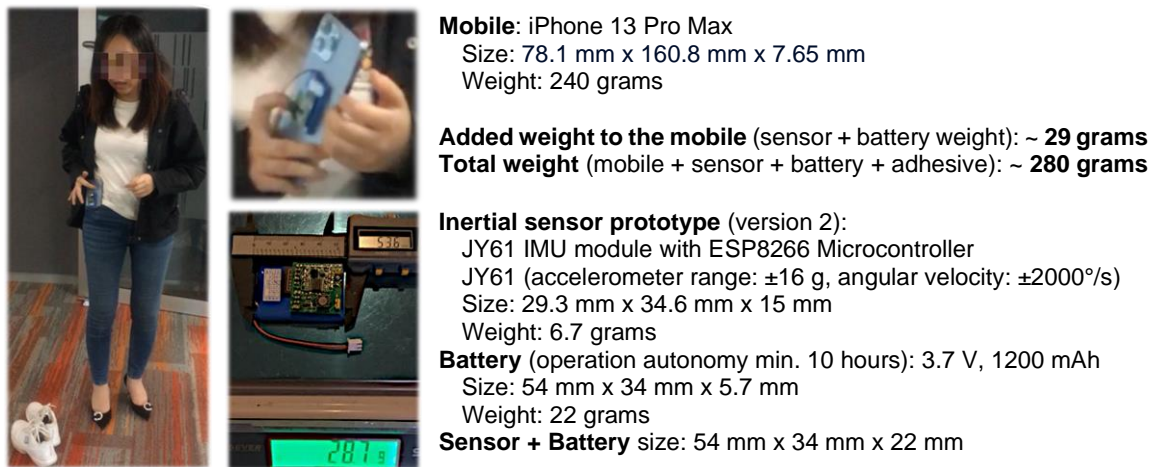 Mobile: iPhone 13 Pro Max
Size: 78.1 mm x 160.8 mm x 7.65 mm
Weight: 240 grams
Added weight to the mobile (sensor + battery weight): ~ 29 grams
Total weight (mobile + sensor + battery + adhesive): ~ 280 grams
Inertial sensor prototype (version 2):
JY61 IMU module with ESP8266 Microcontroller
JY61 (accelerometer range: ±16 g, angular velocity: ±2000°/s)
Size: 29.3 mm x 34.6 mm x 15 mm
Weight: 6.7 grams
Battery (operation autonomy min. 10 hours): 3.7 V, 1200 mAh
Size: 54 mm x 34 mm x 5.7 mm
Weight: 22 grams
Sensor + Battery size: 54 mm x 34 mm x 22 mm
28.7 g